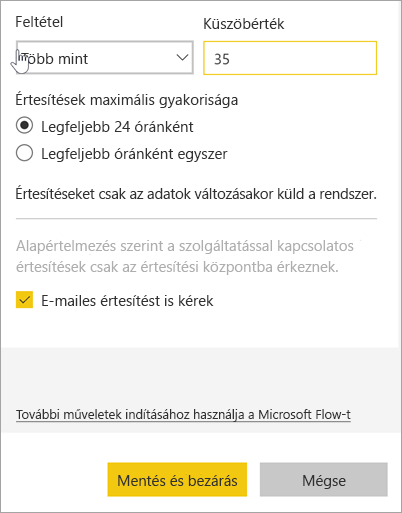 Feltétel Küszöbérték
Több mint 35
Értesítések maximális gyakorisága
Legfeljebb 24 óránként
Legfeljebb óránként egyszer
Értesítéseket csak az adatok változásakor küld a rendszer.
Alapértelmezés szerint a szolgáltatással kapcsolatos
értesítések csak az értesítési központba érkeznek.
E-mailes értesítést is kérek
További műveletek indításához használja a Microsoft Flow-t
Mentés és bezárás Mégse